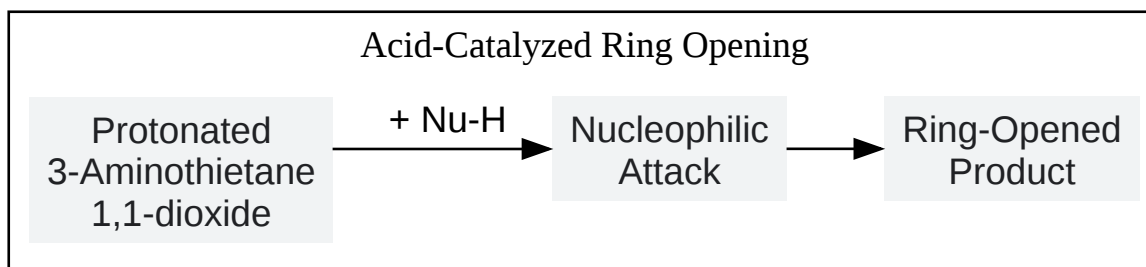 Acid-Catalyzed Ring Opening
+ Nu-H
Protonated
3-Aminothietane
1,1-dioxide
Nucleophilic
Attack
Ring-Opened
Product